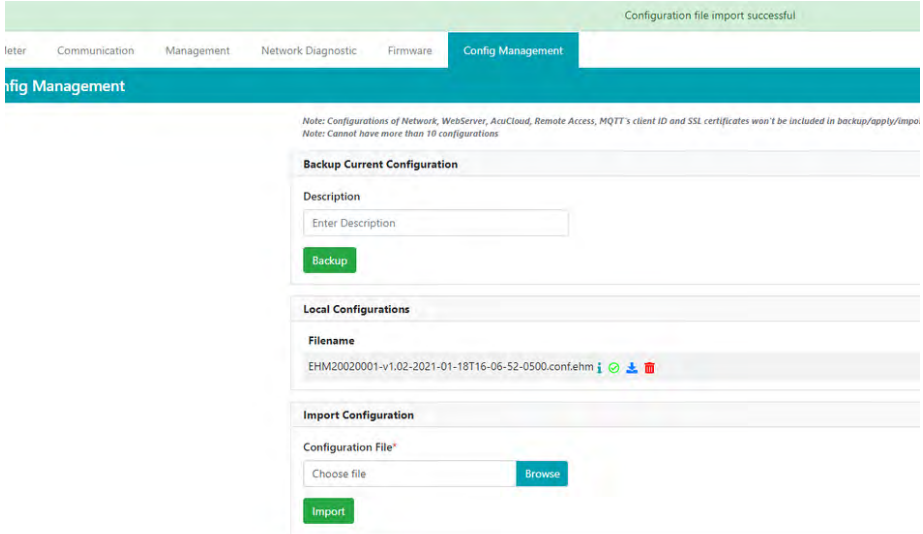 Configuration file import successful
Communication Management Network Diagnostic Firmware Config Management
Management
Note: Configurations of Network, WebServer, AcuCloud, Remote Access, MQTT's client ID and SSL certificates won't be included in backup/apply/impo
Note: Cannot have more than 10 configurations
Backup Current Configuration
Description
Enter Description
Backup
Local Configurations
Filename
EHM20020001-v1.02-2021-01-18T16-06-52-0500.conf.ehm i
Import Configuration
Configuration File*
Choose file Browse
Import